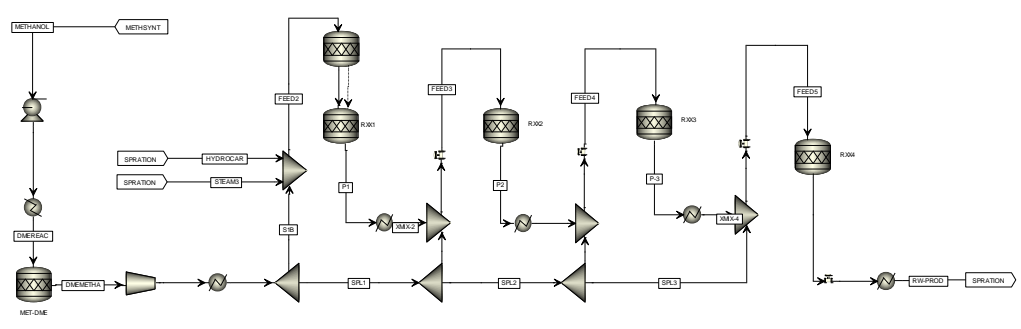 METHANOL
METHSYNT
FEED2
RXX1
FEED3
RXX2
FEED4
RXX3
FEED5
RXX4
SPRATION
HYDROCAR
SPRATION
STEAM3
P1
P2
P-3
XMIX-2
XMIX-4
S1B
DMEREAC
DMEMETHA
SPL1
SPL2
SPL3
RW-PROD
SPRATION
MET-DME